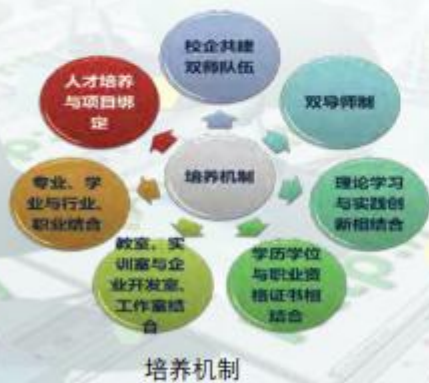 校企共建
双师队伍
双导师制
理论学习
与实践创
新相结合
学历学位
与职业资
格证书相
结合
教室、实
训室与企
业开发室、
工作室结
合
专业、学
业与行业、
职业结合
人才培养
与项目绑
定
培养机制
培养机制